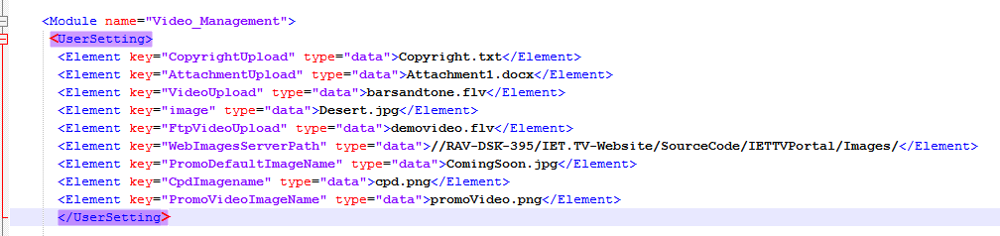 <Module name="Video_Management">
<UserSetting>
<Element key="CopyrightUpload" type="data">Copyright.txt</Element>
<Element key="AttachmentUpload" type="data">Attachment1.docx</Element>
<Element key="VideoUpload" type="data">barsandtone.flv</Element>
<Element key="image" type="data">Desert.jpg</Element>
<Element key="FtpVideoUpload" type="data">demovideo.flv</Element>
<Element key="WebImagesServerPath" type="data">//RAV-DSK-395/IET.TV-Website/SourceCode/IETTVPortal/Images/</Element>
<Element key="PromoDefaultImageName" type="data">ComingSoon.jpg</Element>
<Element key="CpdImagename" type="data">cpd.png</Element>
<Element key="PromoVideoImageName" type="data">promoVideo.png</Element>
</UserSetting>